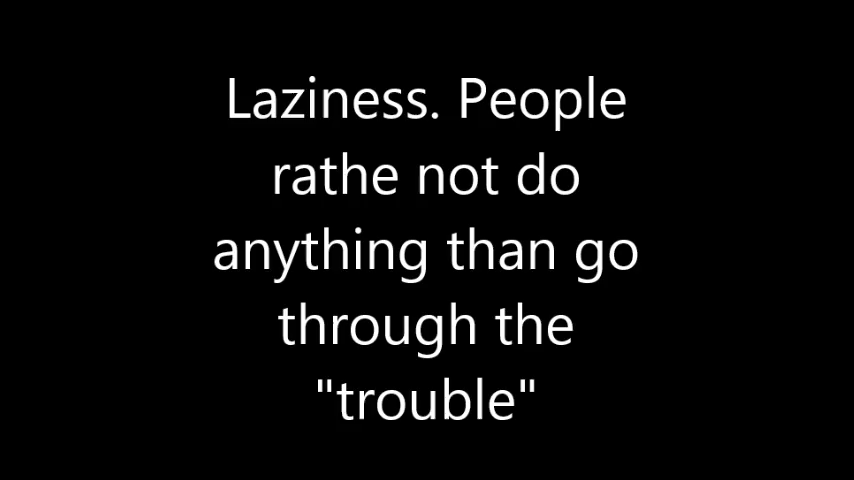 Laziness. People
rathe not do
anything than go
through the
"trouble"